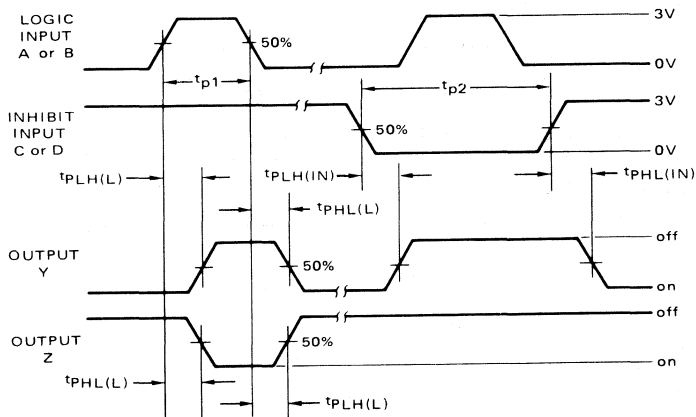 LOGIC
INPUT
A or B
50%
3V
0V
tp1
tp2
INHIBIT
INPUT
C or D
50%
3V
0V
tPLH(L)
tPLH(IN)
tPHL(L)
tPHL(IN)
OUTPUT
Y
50%
off
on
OUTPUT
Z
50%
off
on
tPHL(L)
tPLH(L)